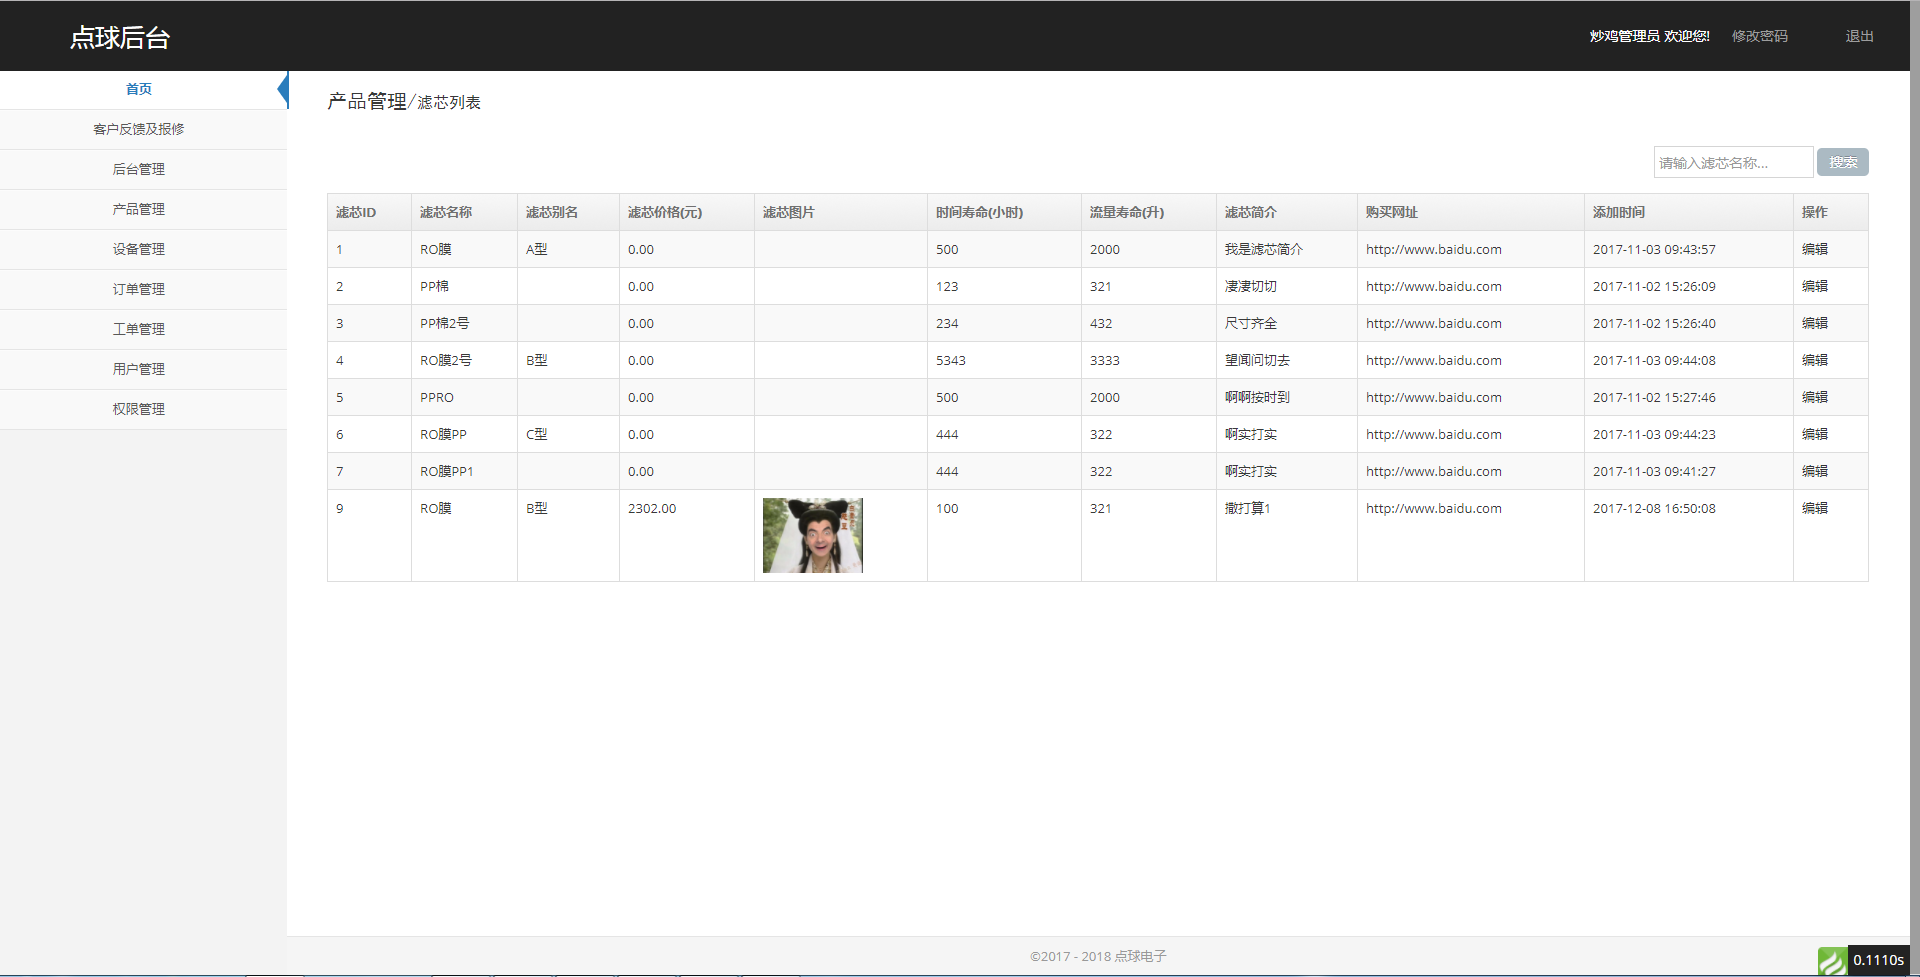 点球后台
炒鸡管理员 欢迎您! 修改密码 退出
首页
客户反馈及报修
后台管理
产品管理
设备管理
订单管理
工单管理
用户管理
权限管理
产品管理/滤芯列表
请输入滤芯名称... 搜索
滤芯ID 滤芯名称 滤芯别名 滤芯价格(元) 滤芯图片 时间寿命(小时) 流量寿命(升) 滤芯简介 购买网址 添加时间 操作
1 RO膜 A型 0.00 500 2000 我是滤芯简介 http://www.baidu.com 2017-11-03 09:43:57 编辑
2 PP棉 0.00 123 321 凄凄切切 http://www.baidu.com 2017-11-02 15:26:09 编辑
3 PP棉2号 0.00 234 432 尺寸齐全 http://www.baidu.com 2017-11-02 15:26:40 编辑
4 RO膜2号 B型 0.00 5343 3333 望闻问切去 http://www.baidu.com 2017-11-03 09:44:08 编辑
5 PPRO 0.00 500 2000 啊啊按时到 http://www.baidu.com 2017-11-02 15:27:46 编辑
6 RO膜PP C型 0.00 444 322 啊实打实 http://www.baidu.com 2017-11-03 09:44:23 编辑
7 RO膜PP1 0.00 444 322 啊实打实 http://www.baidu.com 2017-11-03 09:41:27 编辑
9 RO膜 B型 2302.00 100 321 撒打算1 http://www.baidu.com 2017-12-08 16:50:08 编辑
©2017 - 2018 点球电子
0.1110s